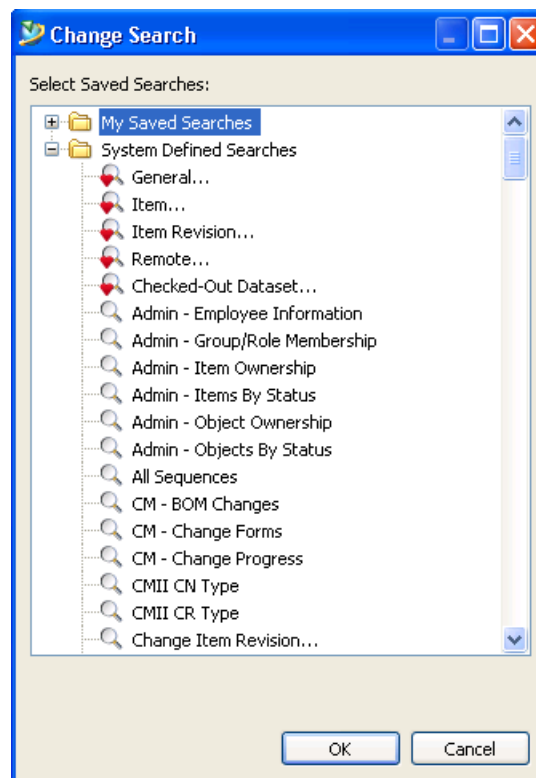 Change Search
Select Saved Searches:
My Saved Searches
System Defined Searches
General...
Item...
Item Revision...
Remote...
Checked-Out Dataset...
Admin - Employee Information
Admin - Group/Role Membership
Admin - Item Ownership
Admin - Items By Status
Admin - Object Ownership
Admin - Objects By Status
All Sequences
CM - BOM Changes
CM - Change Forms
CM - Change Progress
CMII CN Type
CMII CR Type
Change Item Revision...
OK Cancel